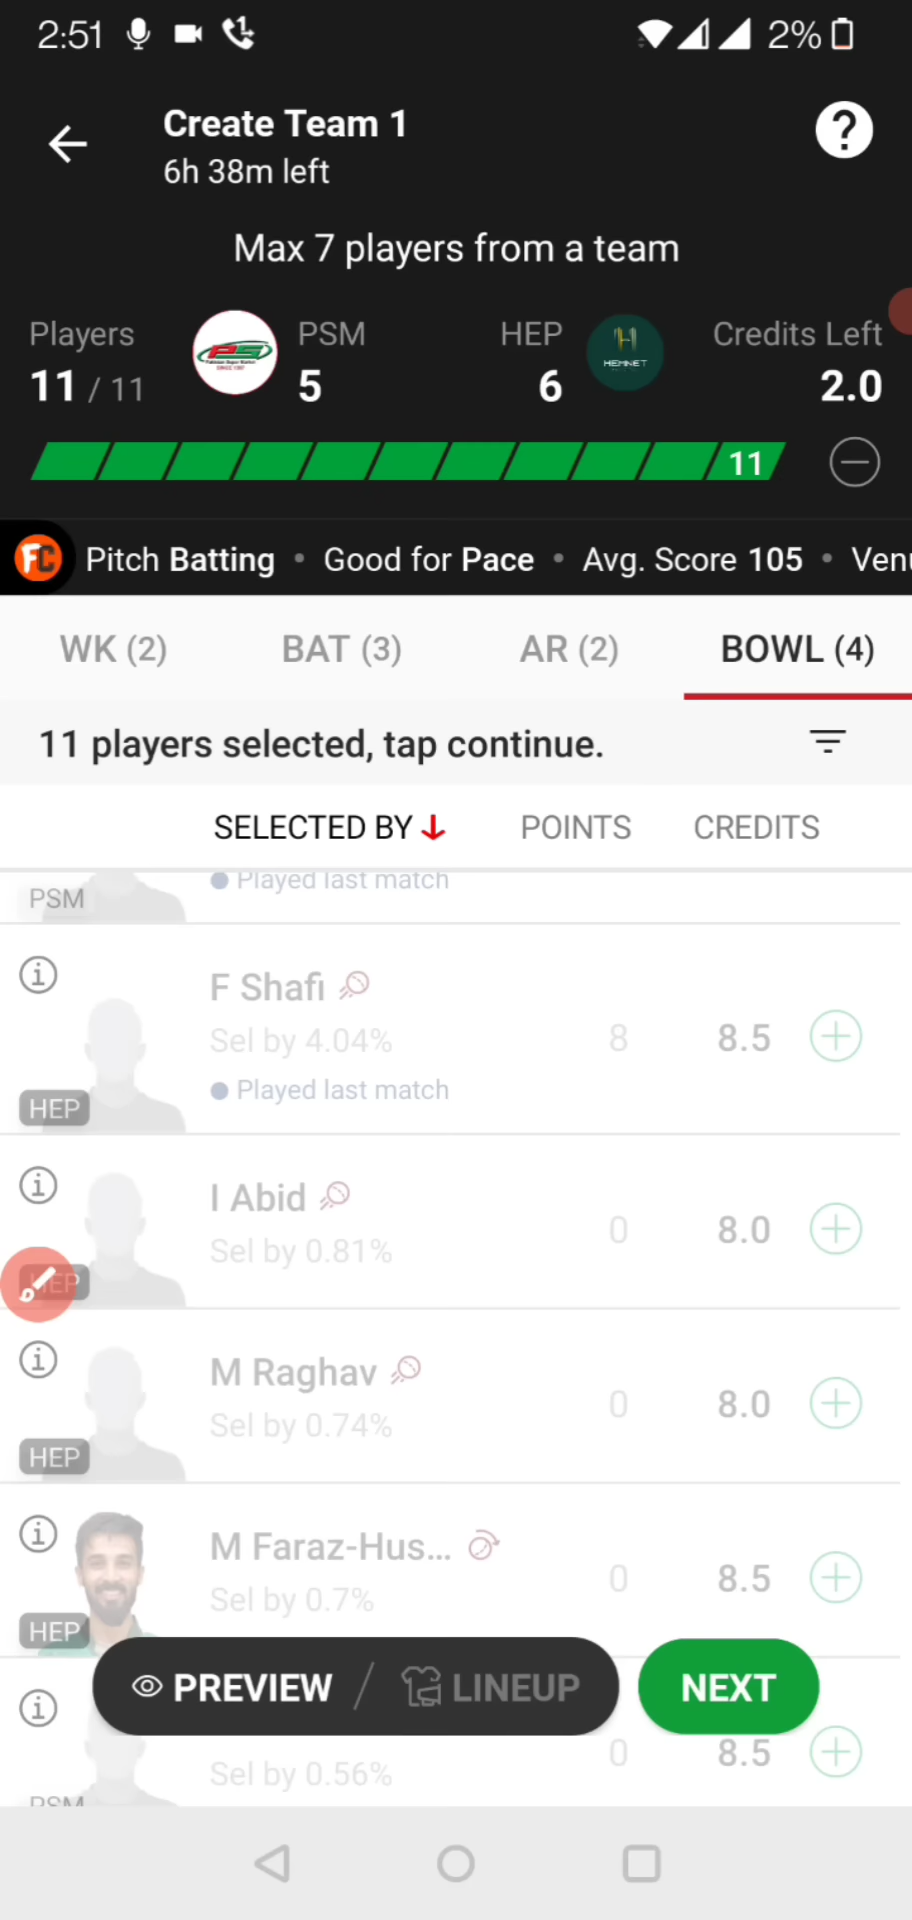 2:51
2%
Create Team 1
6h 38m left
?
Max 7 players from a team
Players
11 / 11
PSM
5
HEP
6
HEMNET
Credits Left
2.0
11
FC Pitch Batting • Good for Pace • Avg. Score 105 • Venu
WK (2) BAT (3) AR (2) BOWL (4)
11 players selected, tap continue.
SELECTED BY POINTS CREDITS
PSM
Played last match
F Shafi
Sel by 4.04%
8 8.5
Played last match
HEP
I Abid
Sel by 0.81%
0 8.0
HEP
M Raghav
Sel by 0.74%
0 8.0
HEP
M Faraz-Hus...
Sel by 0.7%
0 8.5
HEP
PREVIEW / LINEUP
NEXT
Sel by 0.56%
0 8.5
PSM